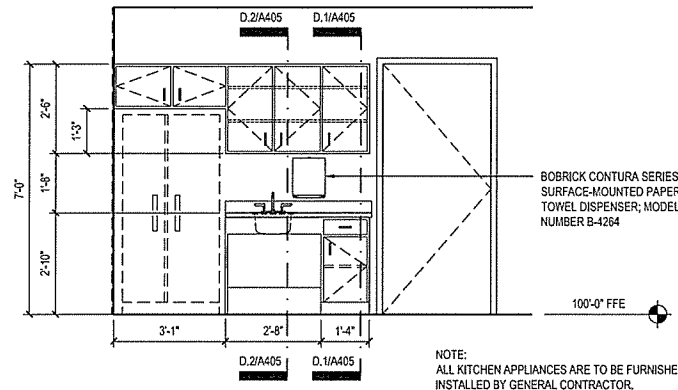 D.2/A405
D.1/A405
2'-6"
1'-3"
7'-0"
1'-8"
2'-10"
BOBRICK CONTURA SERIES
SURFACE-MOUNTED PAPER
TOWEL DISPENSER; MODEL
NUMBER B-4264
100'-0" FFE
3'-1"
2'-8"
1'-4"
D.2/A405
D.1/A405
NOTE:
ALL KITCHEN APPLIANCES ARE TO BE FURNISHE
INSTALLED BY GENERAL CONTRACTOR.